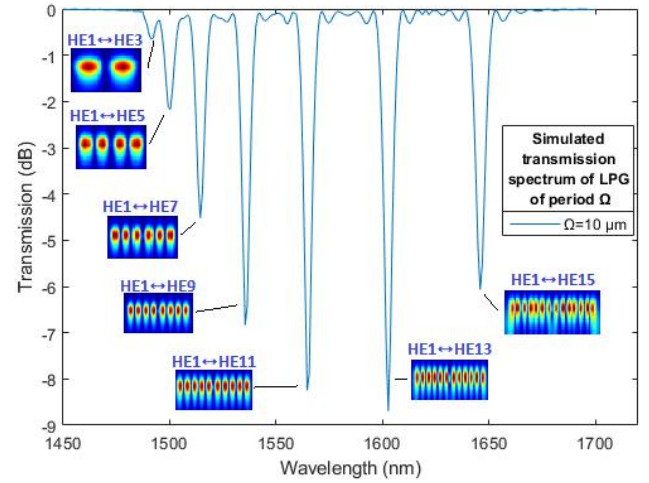 0
-1
-2
-3
-4
-5
-6
-7
-8
-9
Transmission (dB)
HE1↔HE3
HE1↔HE5
HE1↔HE7
HE1↔HE9
HE1↔HE11
HE1↔HE13
HE1↔HE15
Simulated
transmission
spectrum of LPG
of period Ω
Ω=10 μm
1450
1500
1550
1600
1650
1700
Wavelength (nm)